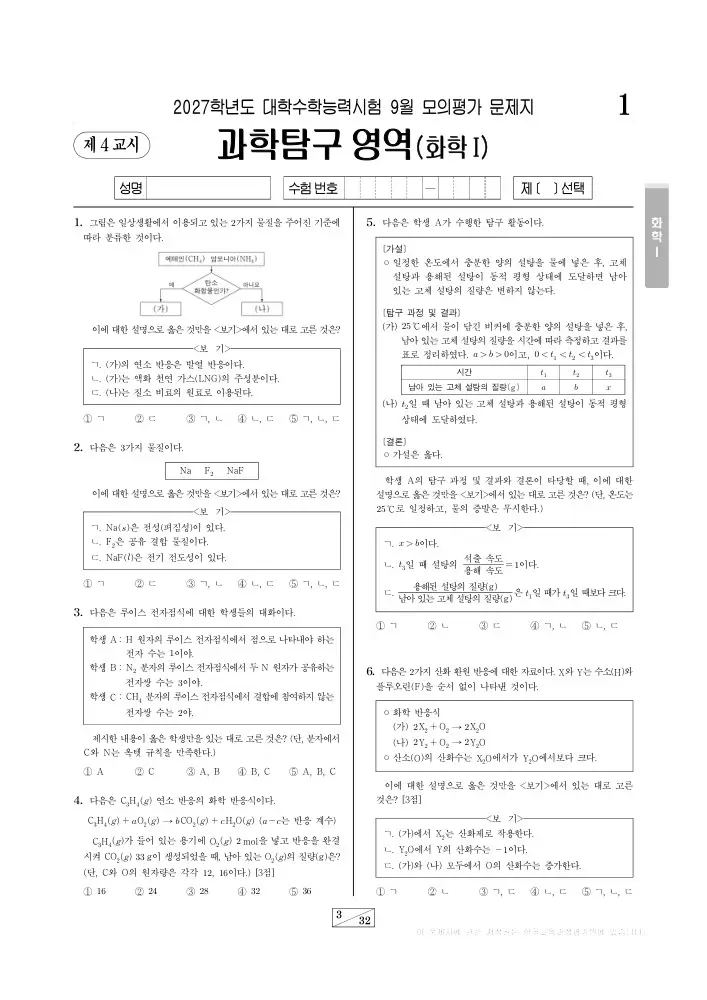 2027학년도 대학수학능력시험 9월 모의평가 문제지
1
제 4 교시
과학탐구 영역(화학Ⅰ)
성명
수험 번호
―
제 [ ] 선택
화학Ⅰ
1. 그림은 일상생활에서 이용되고 있는 2가지 물질을 주어진 기준에
따라 분류한 것이다.
메테인(CH₄) 암모니아(NH₃)
예
탄소
화합물인가?
아니요
(가)
(나)
이에 대한 설명으로 옳은 것만을 <보기>에서 있는 대로 고른 것은?
<보 기>
ㄱ. (가)의 연소 반응은 발열 반응이다.
ㄴ. (가)는 액화 천연 가스(LNG)의 주성분이다.
ㄷ. (나)는 질소 비료의 원료로 이용된다.
① ㄱ ② ㄷ ③ ㄱ, ㄴ ④ ㄴ, ㄷ ⑤ ㄱ, ㄴ, ㄷ
2. 다음은 3가지 물질이다.
Na F₂ NaF
이에 대한 설명으로 옳은 것만을 <보기>에서 있는 대로 고른 것은?
<보 기>
ㄱ. Na(s)은 전성(펴짐성)이 있다.
ㄴ. F₂은 공유 결합 물질이다.
ㄷ. NaF(l)은 전기 전도성이 있다.
① ㄱ ② ㄷ ③ ㄱ, ㄴ ④ ㄴ, ㄷ ⑤ ㄱ, ㄴ, ㄷ
3. 다음은 루이스 전자점식에 대한 학생들의 대화이다.
학생 A : H 원자의 루이스 전자점식에서 점으로 나타내야 하는
전자 수는 1이야.
학생 B : N₂ 분자의 루이스 전자점식에서 두 N 원자가 공유하는
전자쌍 수는 3이야.
학생 C : CH₄ 분자의 루이스 전자점식에서 결합에 참여하지 않는
전자쌍 수는 2야.
제시한 내용이 옳은 학생만을 있는 대로 고른 것은? (단, 분자에서
C와 N는 옥텟 규칙을 만족한다.)
① A ② C ③ A, B ④ B, C ⑤ A, B, C
4. 다음은 C₃H₄(g) 연소 반응의 화학 반응식이다.
C₃H₄(g) + aO₂(g) → bCO₂(g) + cH₂O(g) (a~c는 반응 계수)
C₃H₄(g)가 들어 있는 용기에 O₂(g) 2 mol을 넣고 반응을 완결
시켜 CO₂(g) 33 g이 생성되었을 때, 남아 있는 O₂(g)의 질량(g)은?
(단, C와 O의 원자량은 각각 12, 16이다.) [3점]
① 16 ② 24 ③ 28 ④ 32 ⑤ 36
5. 다음은 학생 A가 수행한 탐구 활동이다.
[가설]
○ 일정한 온도에서 충분한 양의 설탕을 물에 넣은 후, 고체
설탕과 용해된 설탕이 동적 평형 상태에 도달하면 남아
있는 고체 설탕의 질량은 변하지 않는다.
[탐구 과정 및 결과]
(가) 25℃에서 물이 담긴 비커에 충분한 양의 설탕을 넣은 후,
남아 있는 고체 설탕의 질량을 시간에 따라 측정하고 결과를
표로 정리하였다. a > b > 0이고, 0 < t₁ < t₂ < t₃이다.
시간 t₁ t₂ t₃
남아 있는 고체 설탕의 질량(g) a b x
(나) t₂일 때 남아 있는 고체 설탕과 용해된 설탕이 동적 평형
상태에 도달하였다.
[결론]
○ 가설은 옳다.
학생 A의 탐구 과정 및 결과와 결론이 타당할 때, 이에 대한
설명으로 옳은 것만을 <보기>에서 있는 대로 고른 것은? (단, 온도는
25℃로 일정하고, 물의 증발은 무시한다.)
<보 기>
ㄱ. x > b이다.
ㄴ. t₃일 때 설탕의 석출 속도/용해 속도 = 1이다.
ㄷ. 용해된 설탕의 질량(g)/남아 있는 고체 설탕의 질량(g)은 t₁일 때가 t₃일 때보다 크다.
① ㄱ ② ㄴ ③ ㄷ ④ ㄱ, ㄴ ⑤ ㄴ, ㄷ
6. 다음은 2가지 산화 환원 반응에 대한 자료이다. X와 Y는 수소(H)와
플루오린(F)을 순서 없이 나타낸 것이다.
○ 화학 반응식
(가) 2X₂ + O₂ → 2X₂O
(나) 2Y₂ + O₂ → 2Y₂O
○ 산소(O)의 산화수는 X₂O에서가 Y₂O에서보다 크다.
이에 대한 설명으로 옳은 것만을 <보기>에서 있는 대로 고른
것은? [3점]
<보 기>
ㄱ. (가)에서 X₂는 산화제로 작용한다.
ㄴ. Y₂O에서 Y의 산화수는 −1이다.
ㄷ. (가)와 (나) 모두에서 O의 산화수는 증가한다.
① ㄱ ② ㄴ ③ ㄱ, ㄷ ④ ㄴ, ㄷ ⑤ ㄱ, ㄴ, ㄷ
3
32
이 문제지에 관한 저작권은 한국교육과정평가원에 있습니다.